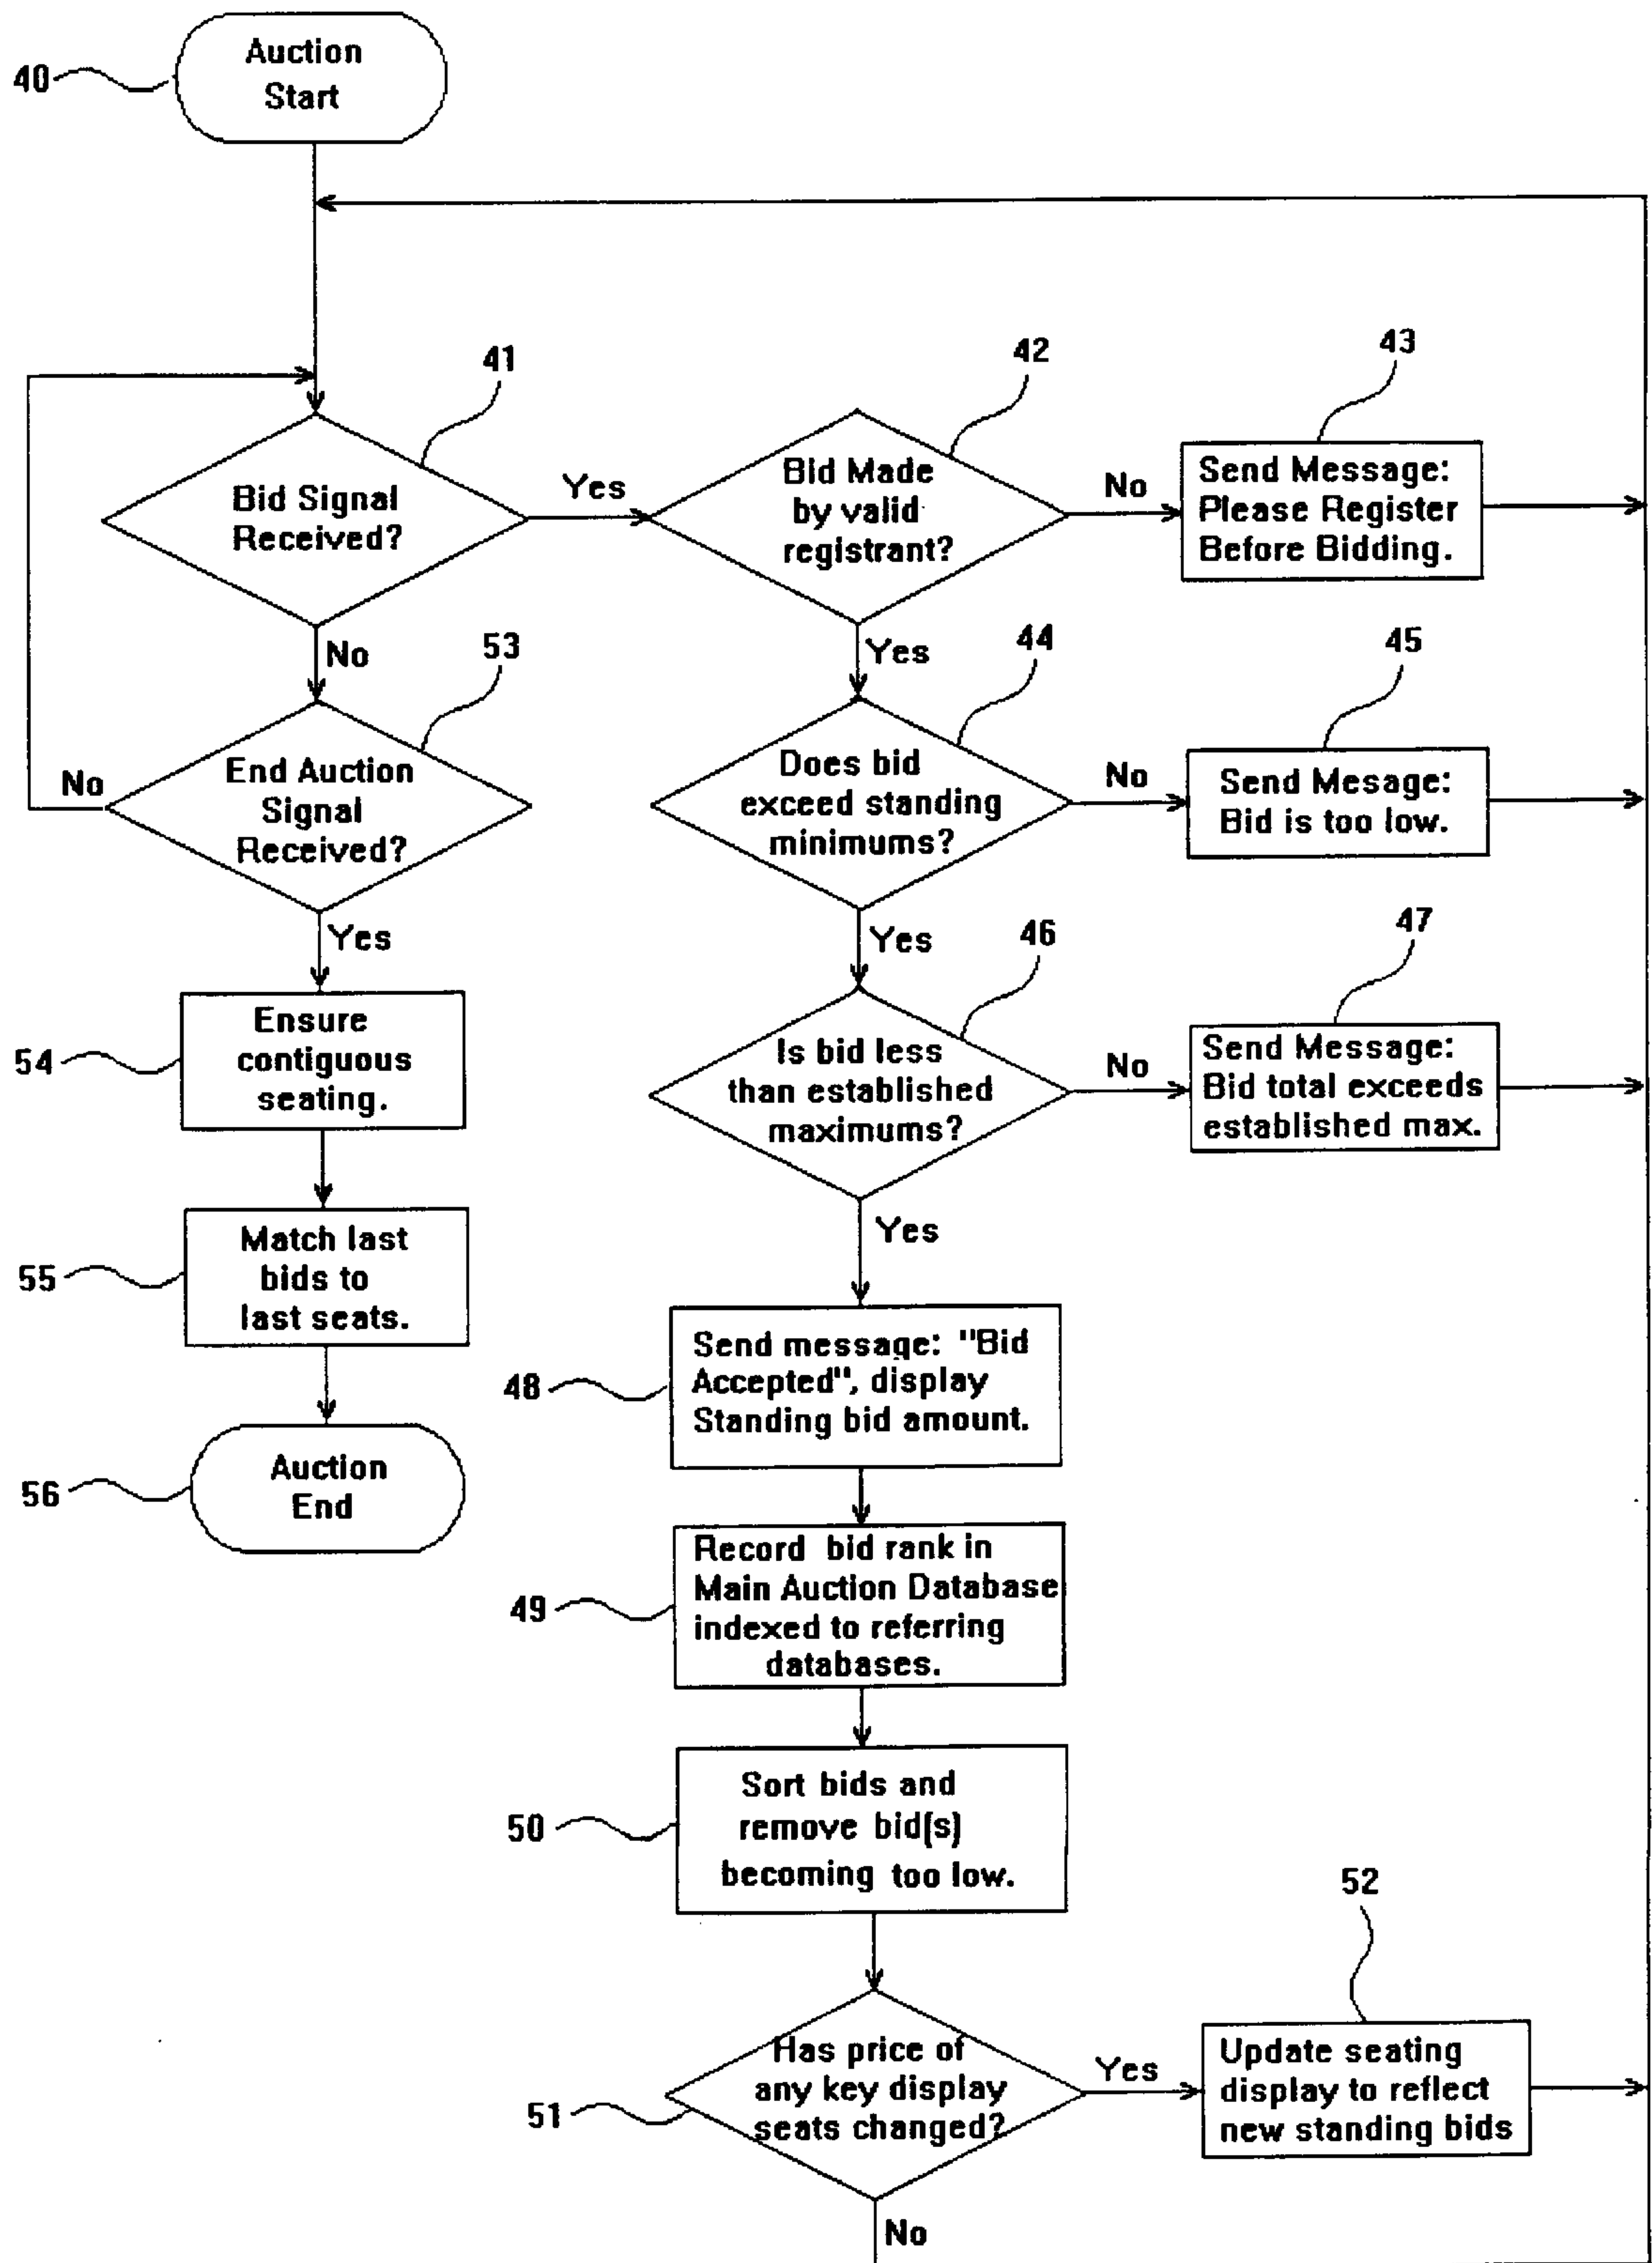 Auction
Start
40
41
Bid Signal
Received?
Yes
42
Bid Made
by valid
registrant?
No
43
Send Message:
Please Register
Before Bidding.
No
53
End Auction
Signal
Received?
No
Yes
44
Does bid
exceed standing
minimums?
No
45
Send Mesage:
Bid is too low.
Yes
54
Ensure
contiguous
seating.
Yes
46
Is bid less
than established
maximums?
No
47
Send Message:
Bid total exceeds
established max.
55
Match last
bids to
last seats.
Yes
48
Send message: "Bid
Accepted", display
Standing bid amount.
56
Auction
End
49
Record bid rank in
Main Auction Database
indexed to referring
databases.
50
Sort bids and
remove bid(s)
becoming too low.
51
Has price of
any key display
seats changed?
Yes
52
Update seating
display to reflect
new standing bids
No